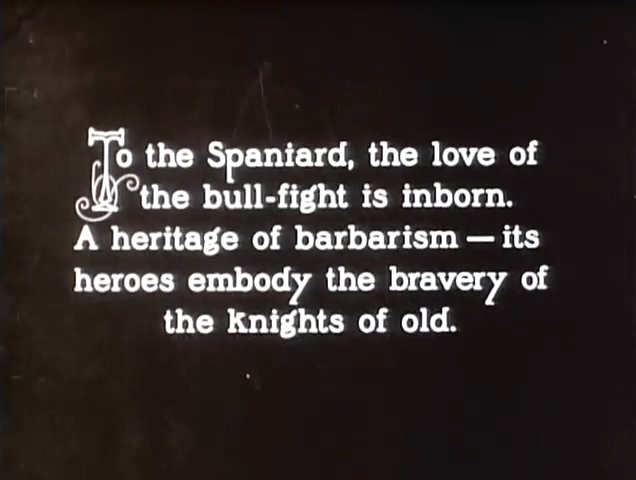 To the Spaniard, the love of
the bull-fight is inborn.
A heritage of barbarism — its
heroes embody the bravery of
the knights of old.